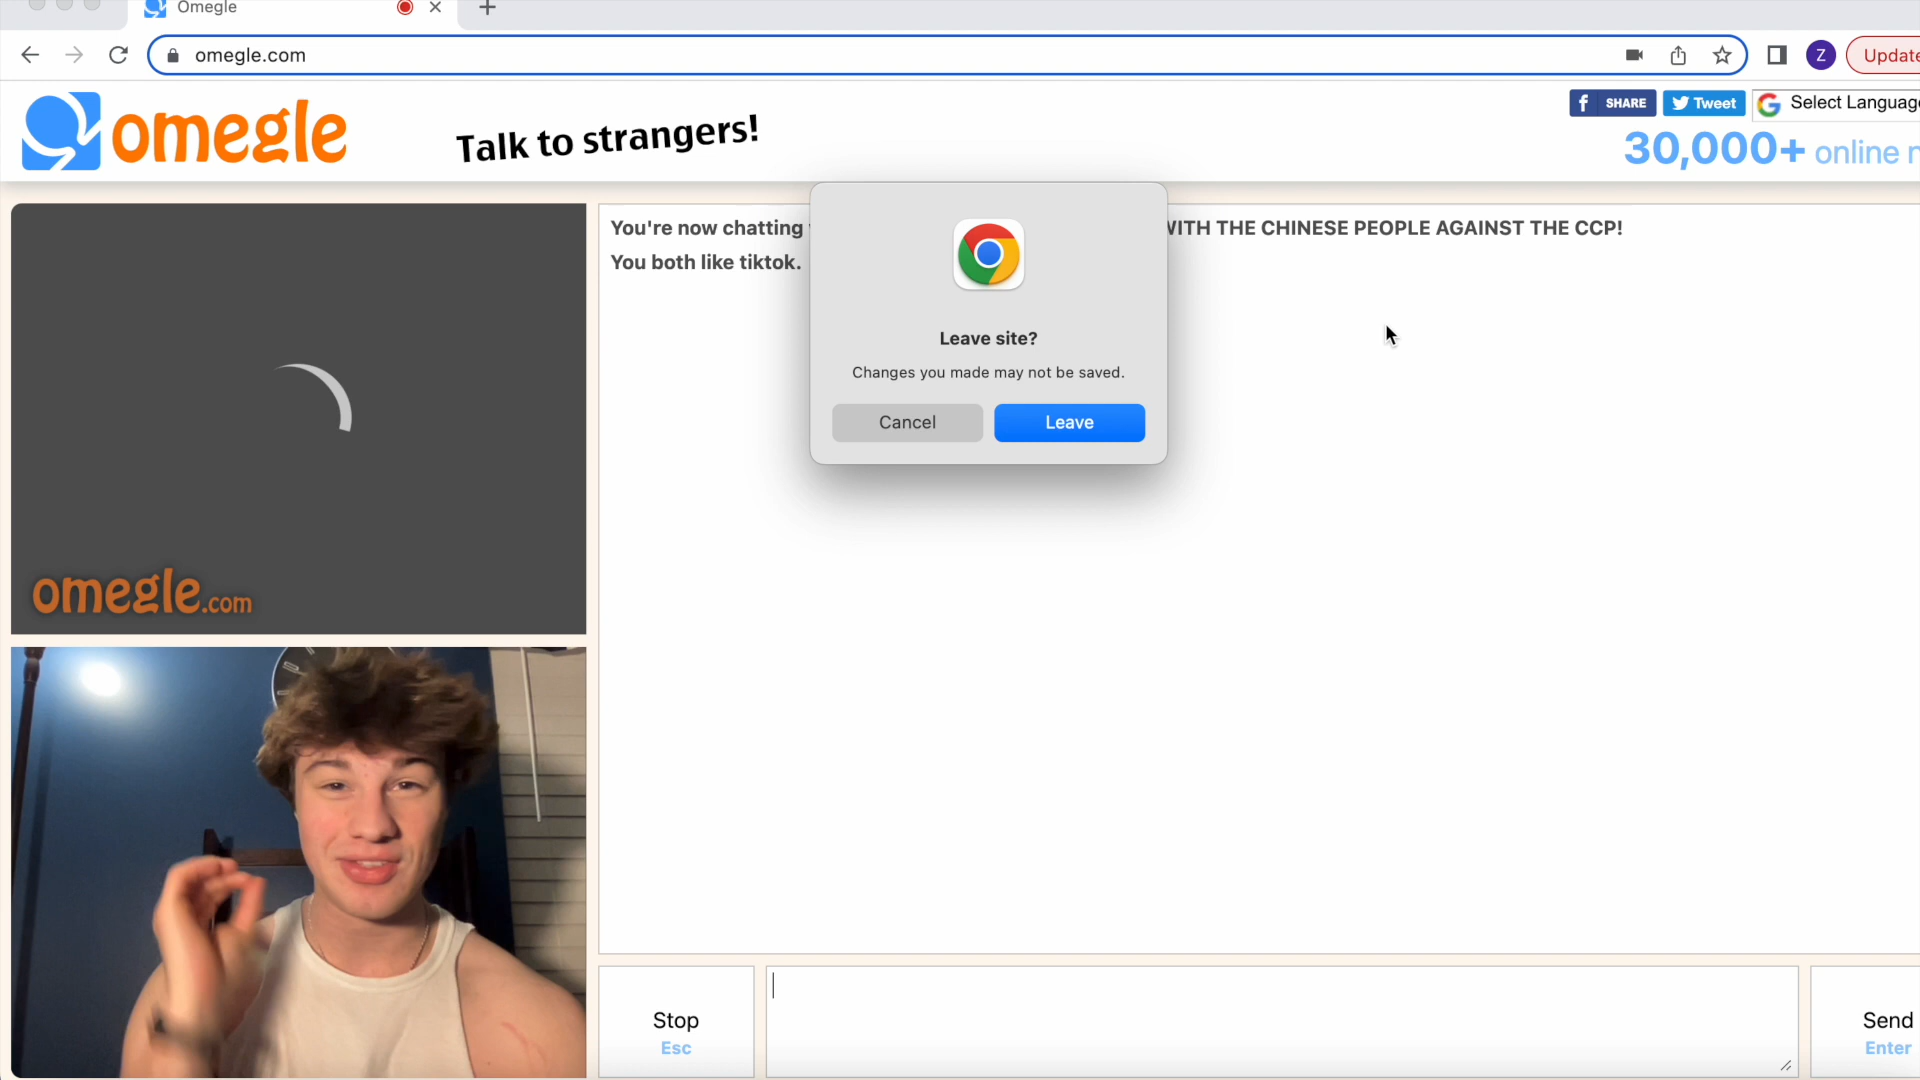 Omegle
omegle.com
Z
Update
omegle
Talk to strangers!
f SHARE
Tweet
G Select Language
30,000+ online
You're now chatting
WITH THE CHINESE PEOPLE AGAINST THE CCP!
You both like tiktok.
Leave site?
Changes you made may not be saved.
Cancel
Leave
omegle.com
Stop
Esc
Send
Enter